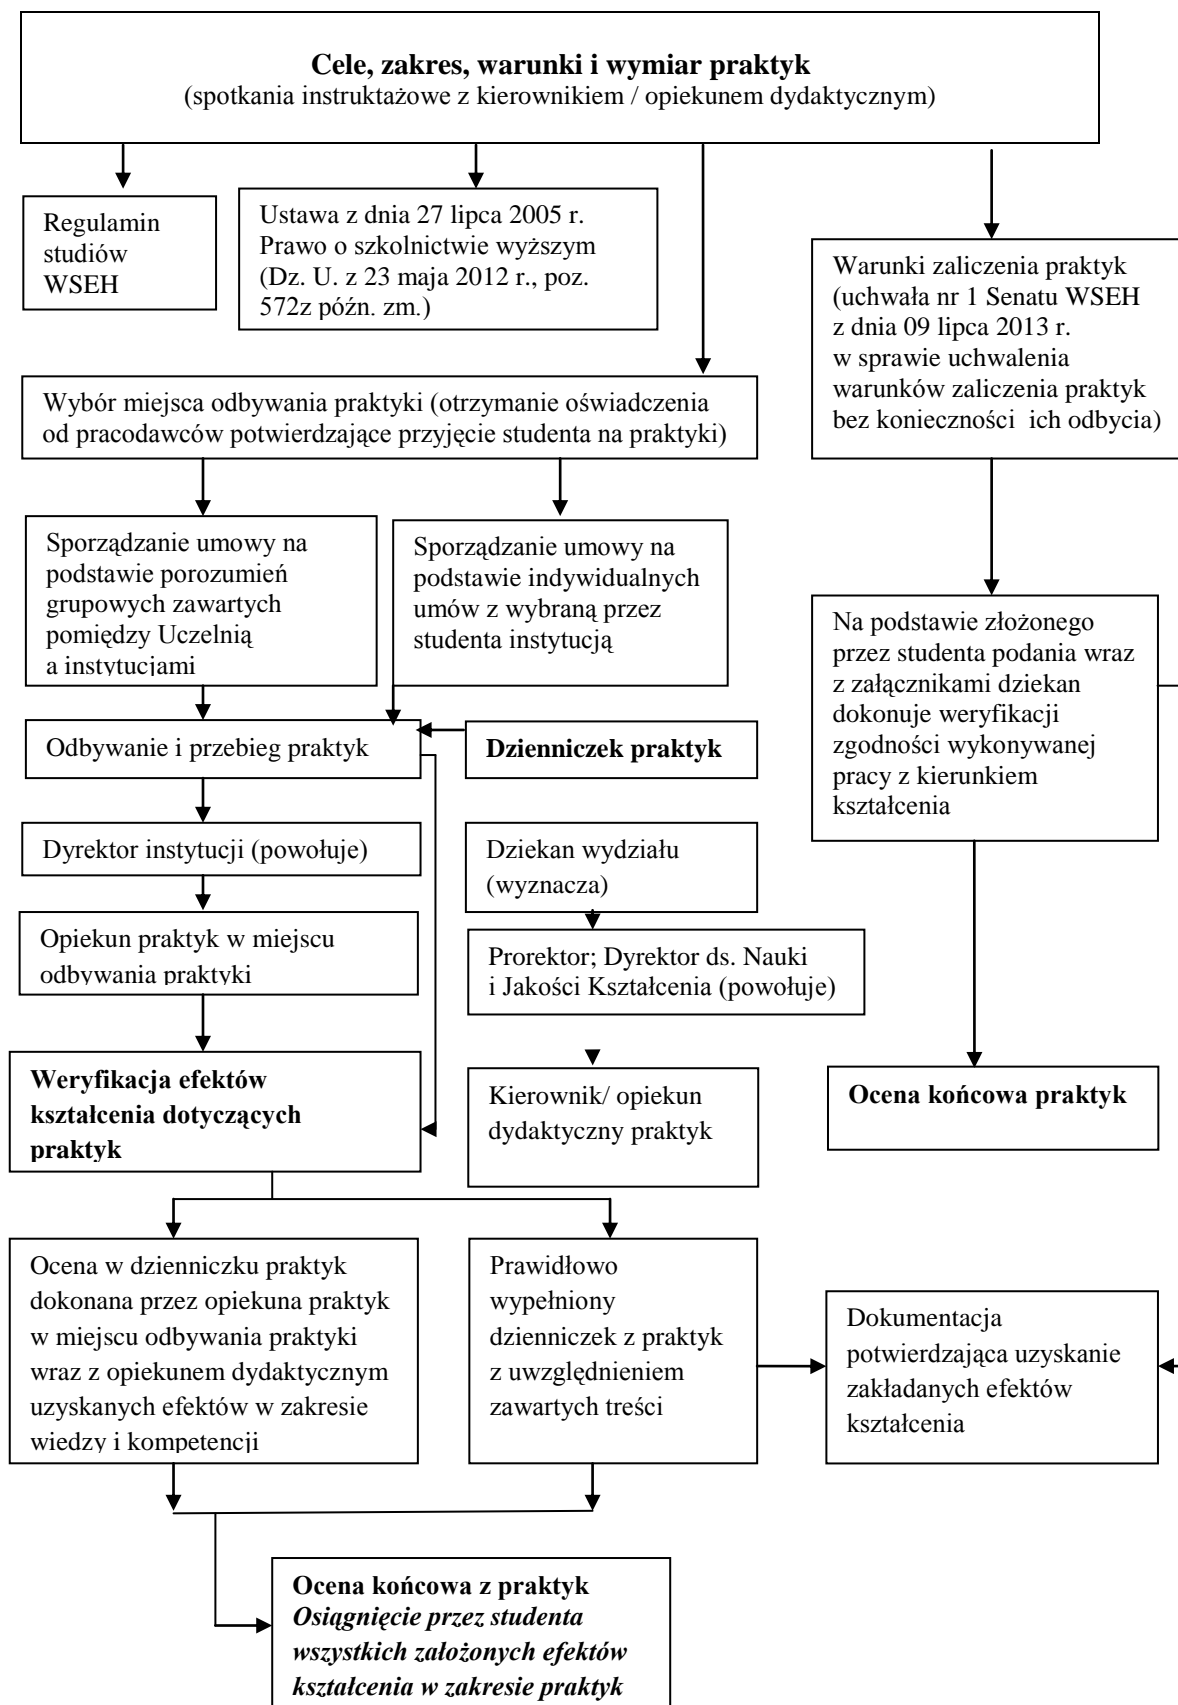 Cele, zakres, warunki i wymiar praktyk
(spotkania instruktażowe z kierownikiem / opiekunem dydaktycznym)
Regulamin
studiów
WSEH
Ustawa z dnia 27 lipca 2005 r.
Prawo o szkolnictwie wyższym
(Dz. U. z 23 maja 2012 r., poz.
572z późn. zm.)
Warunki zaliczenia praktyk
(uchwała nr 1 Senatu WSEH
z dnia 09 lipca 2013 r.
w sprawie uchwalenia
warunków zaliczenia praktyk
bez konieczności ich odbycia)
Wybór miejsca odbywania praktyki (otrzymanie oświadczenia
od pracodawców potwierdzające przyjęcie studenta na praktyki)
Sporządzanie umowy na
podstawie porozumień
grupowych zawartych
pomiędzy Uczelnią
a instytucjami
Sporządzanie umowy na
podstawie indywidualnych
umów z wybraną przez
studenta instytucją
Na podstawie złożonego
przez studenta podania wraz
z załącznikami dziekan
dokonuje weryfikacji
zgodności wykonywanej
pracy z kierunkiem
kształcenia
Odbywanie i przebieg praktyk
Dzienniczek praktyk
Dyrektor instytucji (powołuje)
Dziekan wydziału
(wyznacza)
Opiekun praktyk w miejscu
odbywania praktyki
Prorektor; Dyrektor ds. Nauki
i Jakości Kształcenia (powołuje)
Weryfikacja efektów
kształcenia dotyczących
praktyk
Kierownik/ opiekun
dydaktyczny praktyk
Ocena końcowa praktyk
Ocena w dzienniczku praktyk
dokonana przez opiekuna praktyk
w miejscu odbywania praktyki
wraz z opiekunem dydaktycznym
uzyskanych efektów w zakresie
wiedzy i kompetencji
Prawidłowo
wypełniony
dzienniczek z praktyk
z uwzględnieniem
zawartych treści
Dokumentacja
potwierdzająca uzyskanie
zakładanych efektów
kształcenia
Ocena końcowa z praktyk
Osiągnięcie przez studenta
wszystkich założonych efektów
kształcenia w zakresie praktyk